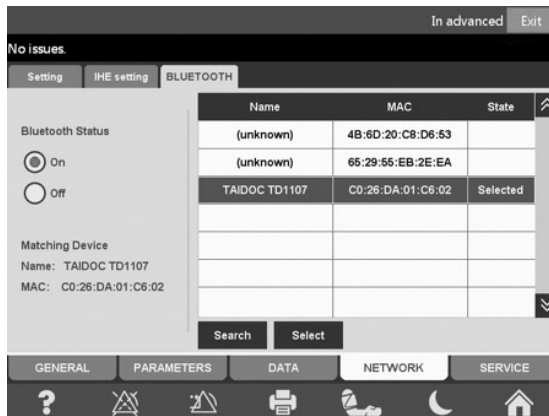 In advanced Exit
No issues.
Setting IHE setting BLUETOOTH
Name MAC State
Bluetooth Status
(unknown) 4B:6D:20:C8:D6:53
On
(unknown) 65:29:55:EB:2E:EA
Off
TAIDOC TD1107 C0:26:DA:01:C6:02 Selected
Matching Device
Name: TAIDOC TD1107
MAC: C0:26:DA:01:C6:02
Search Select
GENERAL PARAMETERS DATA NETWORK SERVICE
?